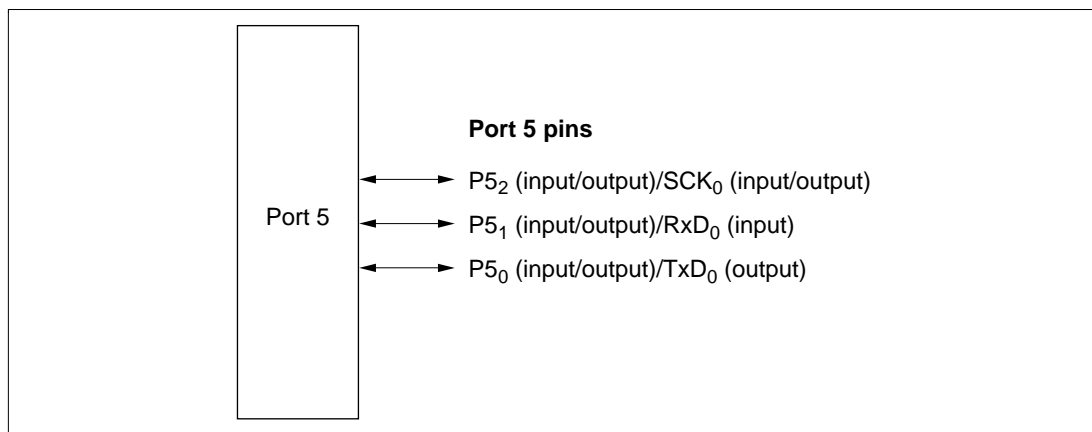 Port 5 pins
P5₂ (input/output)/SCK₀ (input/output)
Port 5
P5₁ (input/output)/RxD₀ (input)
P5₀ (input/output)/TxD₀ (output)